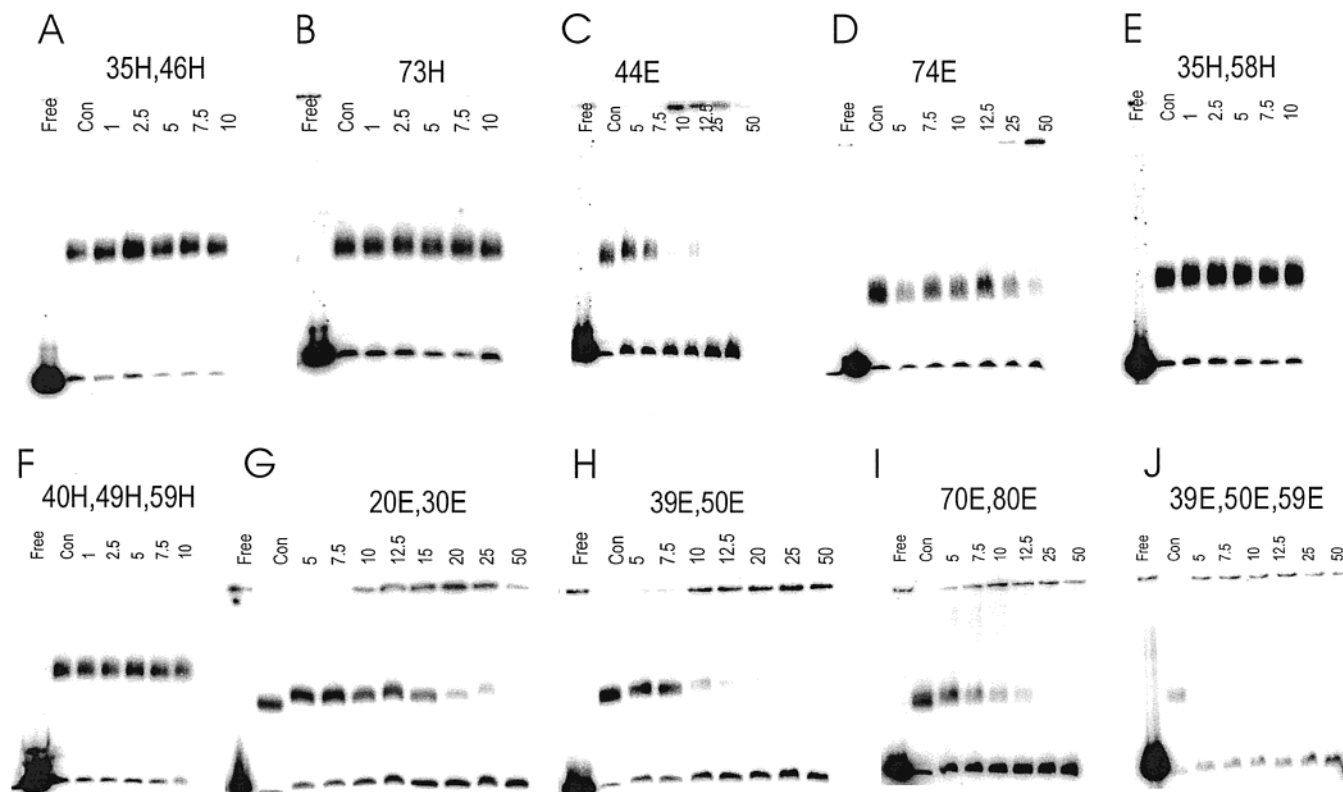 A
35H,46H
Free Con 1 2.5 5 7.5 10
B
73H
Free Con 1 2.5 5 7.5 10
C
44E
Free Con 5 7.5 10 12.5 25 50
D
74E
Free Con 5 7.5 10 12.5 25 50
E
35H,58H
Free Con 1 2.5 5 7.5 10
F
40H,49H,59H
Free Con 1 2.5 5 7.5 10
G
20E,30E
Free Con 5 7.5 10 12.5 15 20 25 50
H
39E,50E
Free Con 5 7.5 10 12.5 20 25 50
I
70E,80E
Free Con 5 7.5 10 12.5 25 50
J
39E,50E,59E
Free Con 5 7.5 10 12.5 25 50